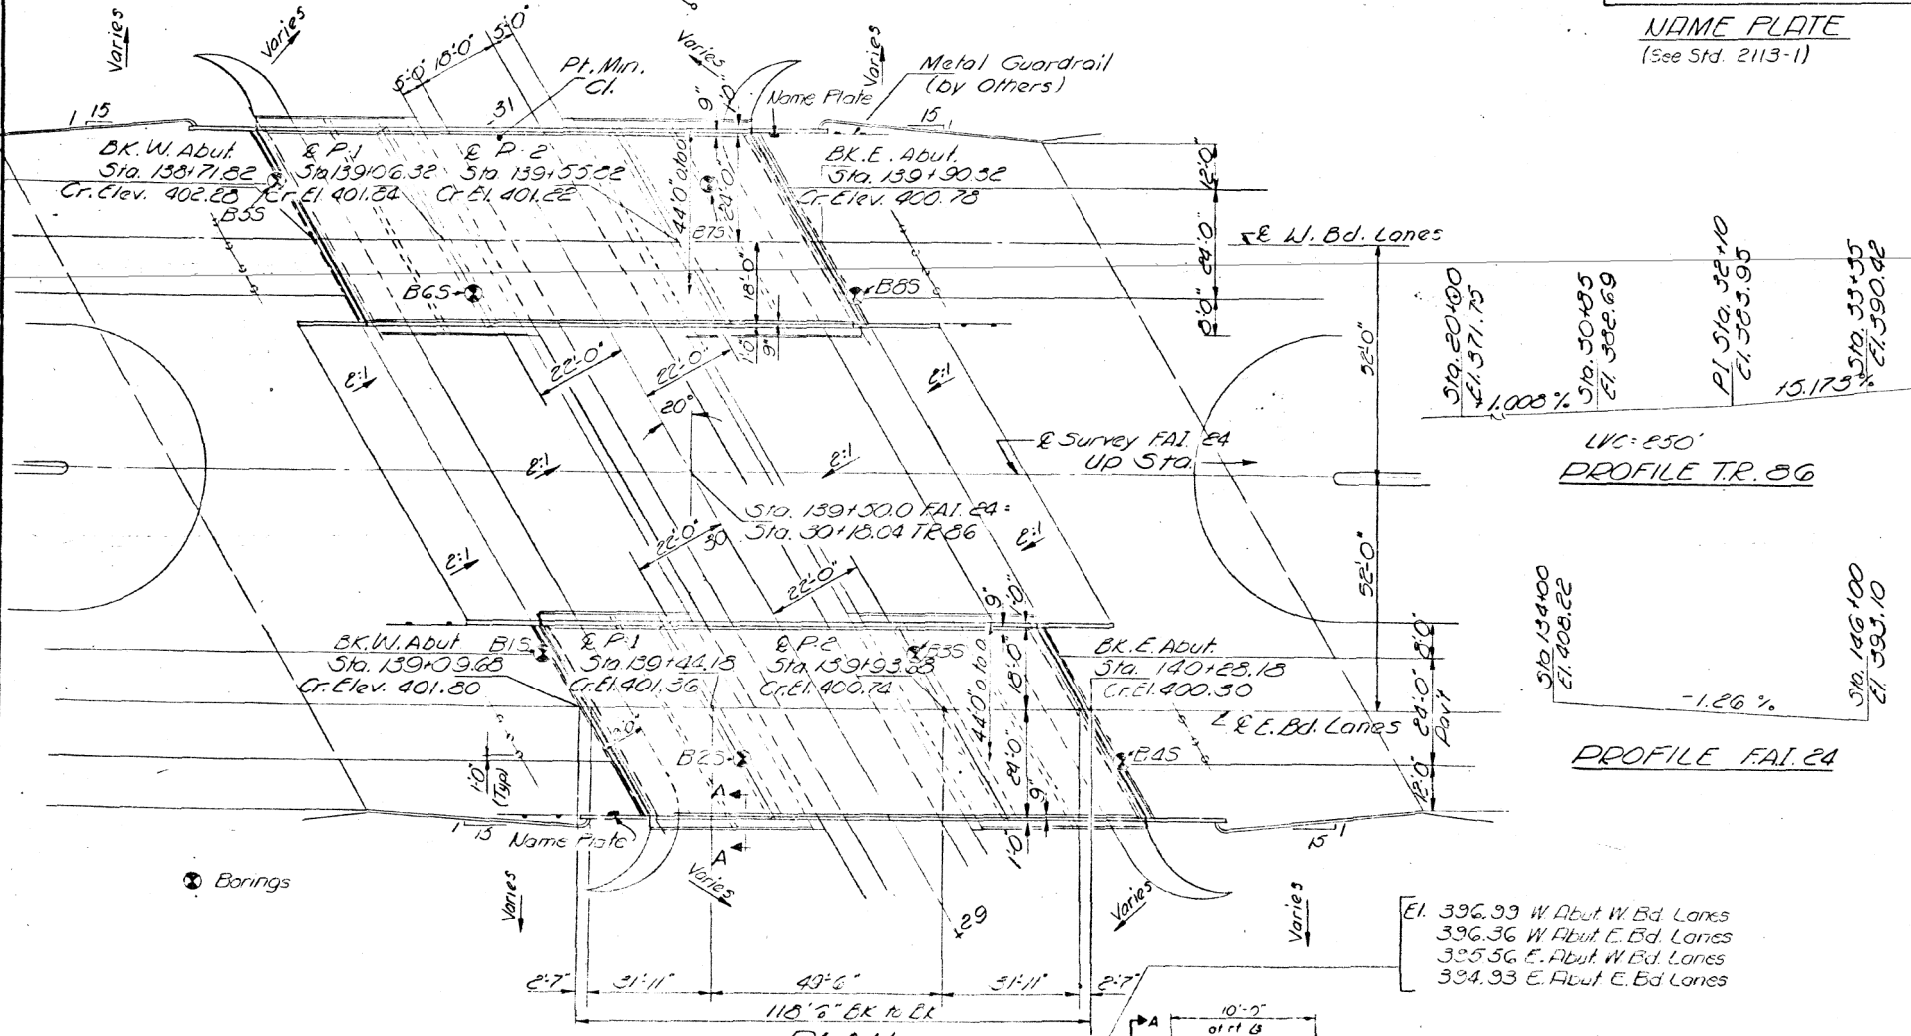 NAME PLATE
(See Std. 2113-1)
Varies
Varies
5'-0" 18'-0" 5'-0"
Pt. Min.
Cl.
Varies
Varies
Metal Guardrail
(by Others)
Name Plate
9"
1'-0"
1 15
15 1
31
BK. W. Abut.
Sta. 138+71.82
Cr. Elev. 402.28
℄ P-1
Sta. 139+06.32
Cr. El. 401.84
℄ P-2
Sta. 139+55.82
Cr. El. 401.22
BK. E. Abut.
Sta. 139+90.32
Cr. Elev. 400.78
44'0" o. to o.
24'-0"
18'-0"
1'-0"
9"
B5S
B7S
B6S
B8S
12'-0"
24'-0"
8'-0"
℄ W. Bd. Lanes
52'-0"
52'-0"
22'-0"
22'-0"
2:1
2:1
20°
2:1
2:1
℄ Survey FAI. 24
Up Sta.
Sta. 139+50.0 FAI. 24 =
Sta. 30+18.04 TR 86
22'-0"
30
22'-0"
2:1
2:1
Sta. 20+00
El. 371.75
+1.008%
Sta. 30+85
El. 382.69
PI Sta. 32+10
El. 383.95
+5.173%
Sta. 33+35
El. 390.42
LVC = 250'
PROFILE T.R. 86
Sta. 134+00
El. 408.22
-1.26 %
Sta. 146+00
El. 393.10
PROFILE F.A.I. 24
9"
1'-0"
BK. W. Abut.
Sta. 139+09.68
Cr. Elev. 401.80
B1S
℄ P-1
Sta. 139+44.18
Cr. El. 401.36
℄ P-2
Sta. 139+93.68
Cr. El. 400.74
B3S
BK. E. Abut.
Sta. 140+28.18
Cr. El. 400.30
44'0" o. to o.
18'-0"
24'-0"
9"
1'-0"
8'-0"
24'-0"
Pav't
12'-0"
℄ E. Bd. Lanes
B2S
B4S
1'-0"
(Typ)
A
A
1 15
Name Plate
15 1
Borings
Varies
Varies
Varies
Varies
29
El. 396.99 W. Abut. W. Bd. Lanes
396.36 W. Abut. E. Bd. Lanes
395.56 E. Abut. W. Bd. Lanes
394.93 E. Abut. E. Bd. Lanes
2'-7" 31'-11" 49'-6" 31'-11" 2'-7"
118'-6" BK to BK
A
at rt